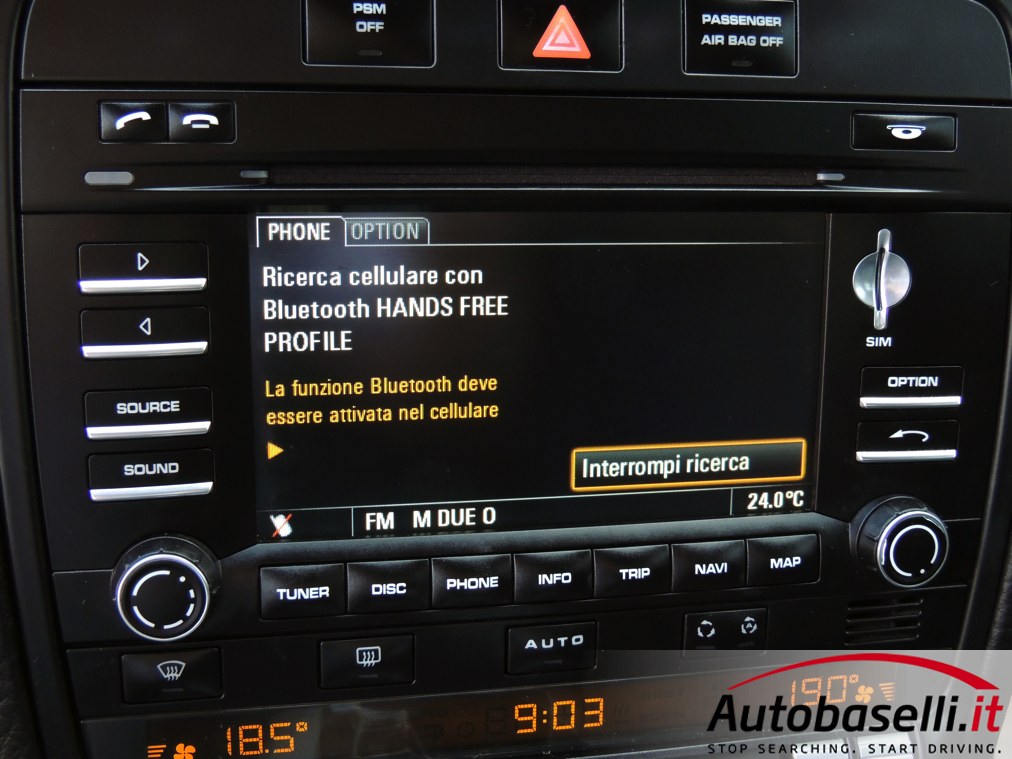 PSM
OFF
PASSENGER
AIR BAG OFF
PHONE OPTION
Ricerca cellulare con
Bluetooth HANDS FREE
PROFILE
La funzione Bluetooth deve
essere attivata nel cellulare
Interrompi ricerca
24.0°C
FM M DUE O
SOURCE
SOUND
SIM
OPTION
TUNER DISC PHONE INFO TRIP NAVI MAP
AUTO
A
18.5° 9:03 19.0°
Autobaselli.it
STOP SEARCHING. START DRIVING.